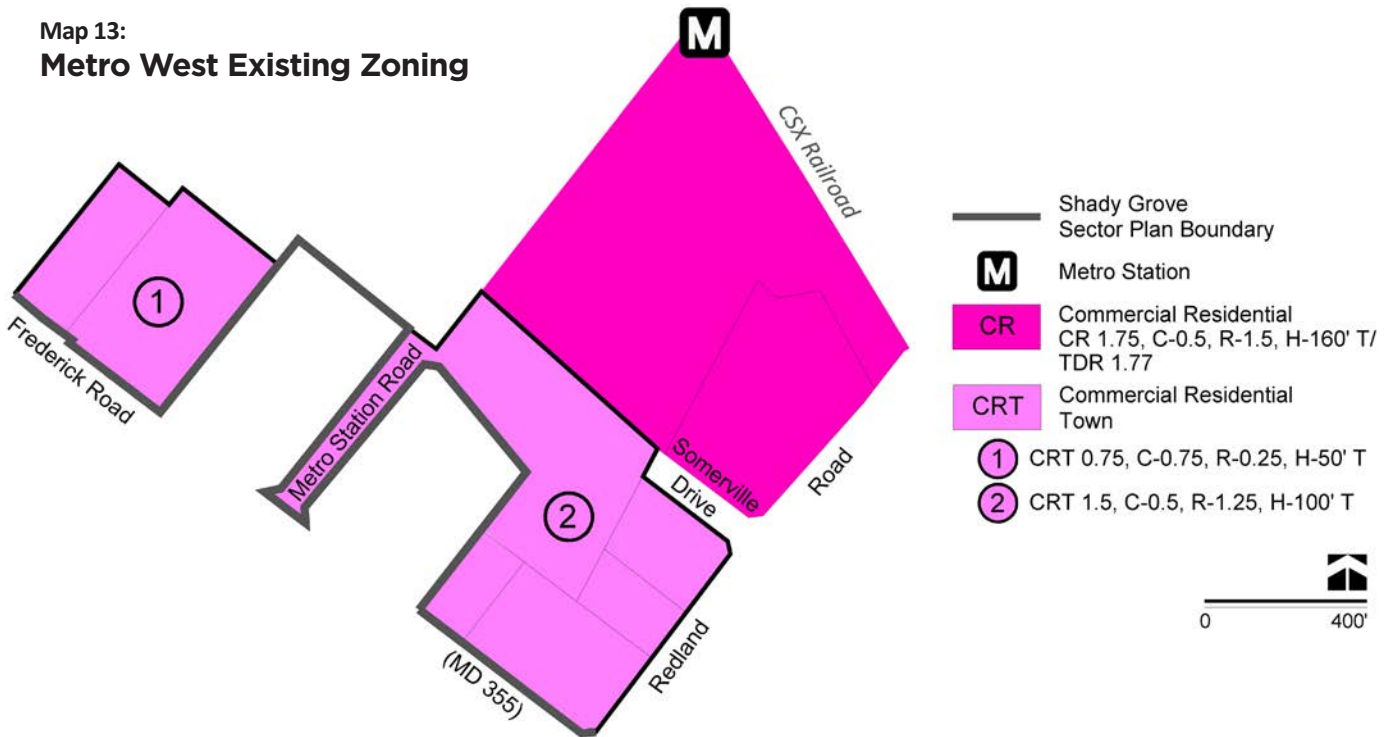 Map 13:
Metro West Existing Zoning
M
CSX Railroad
1
Frederick Road
Metro Station Road
Somerville
Drive
Road
2
Redland
(MD 355)
Shady Grove
Sector Plan Boundary
M
Metro Station
CR
Commercial Residential
CR 1.75, C-0.5, R-1.5, H-160' T/
TDR 1.77
CRT
Commercial Residential
Town
1 CRT 0.75, C-0.75, R-0.25, H-50' T
2 CRT 1.5, C-0.5, R-1.25, H-100' T
0 400'